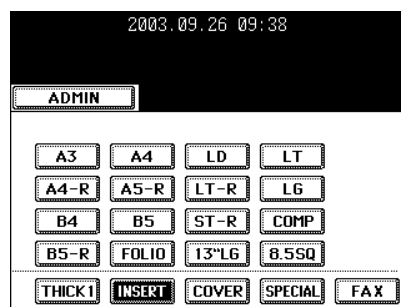 2003.09.26 09:38
ADMIN
A3 A4 LD LT
A4-R A5-R LT-R LG
B4 B5 ST-R COMP
B5-R FOLIO 13"LG 8.5SQ
THICK1 INSERT COVER SPECIAL FAX